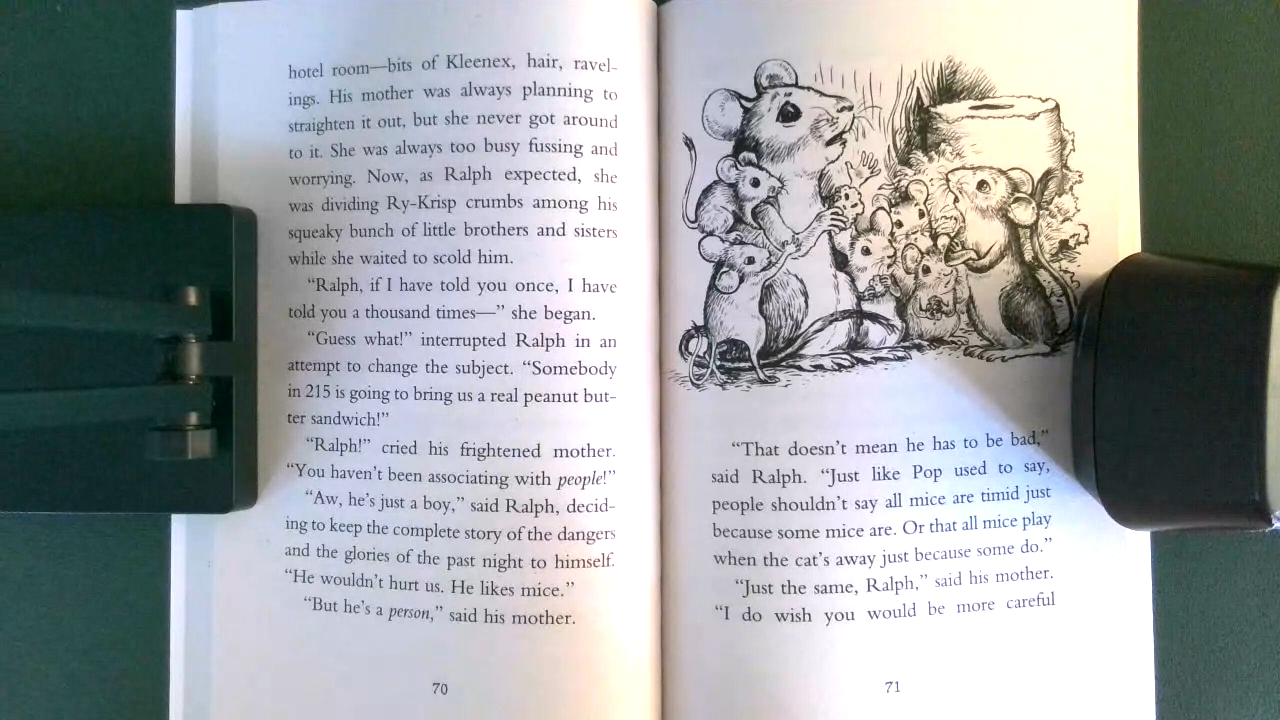 hotel room—bits of Kleenex, hair, ravel-
ings. His mother was always planning to
straighten it out, but she never got around
to it. She was always too busy fussing and
worrying. Now, as Ralph expected, she
was dividing Ry-Krisp crumbs among his
squeaky bunch of little brothers and sisters
while she waited to scold him.
“Ralph, if I have told you once, I have
told you a thousand times—” she began.
“Guess what!” interrupted Ralph in an
attempt to change the subject. “Somebody
in 215 is going to bring us a real peanut but-
ter sandwich!”
“Ralph!” cried his frightened mother.
“You haven’t been associating with people!”
“Aw, he’s just a boy,” said Ralph, decid-
ing to keep the complete story of the dangers
and the glories of the past night to himself.
“He wouldn’t hurt us. He likes mice.”
“But he’s a person,” said his mother.
70
“That doesn’t mean he has to be bad,”
said Ralph. “Just like Pop used to say,
people shouldn’t say all mice are timid just
because some mice are. Or that all mice play
when the cat’s away just because some do.”
“Just the same, Ralph,” said his mother.
“I do wish you would be more careful
71